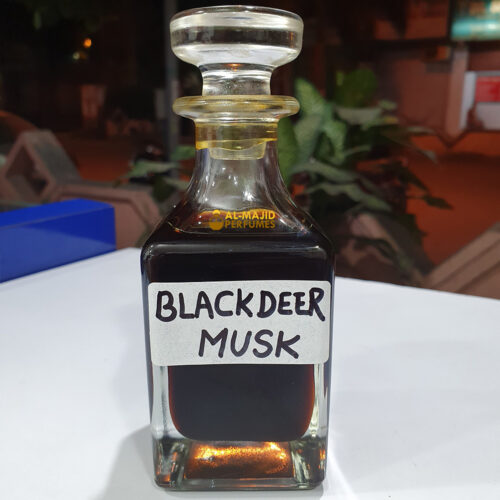 AL-MAJID
PERFUMES
BLACKDEER
MUSK